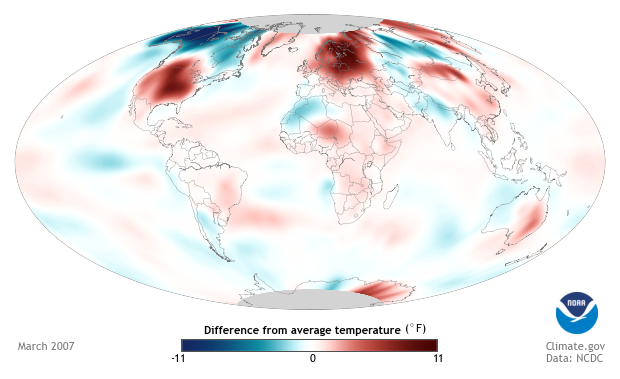 NOAA
Difference from average temperature (°F)
March 2007
-11 0 11
Climate.gov
Data: NCDC